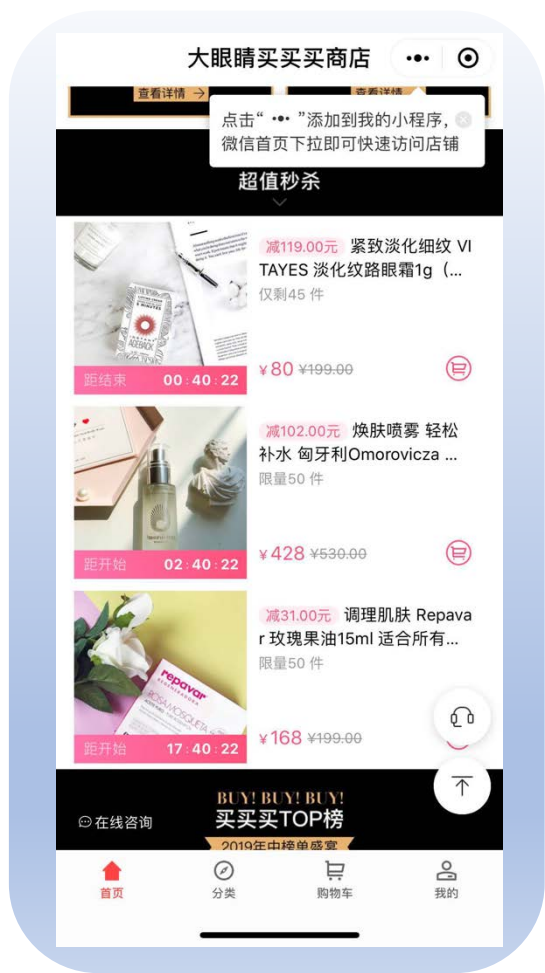 大眼睛买买买商店
查看详情 →
查看详情
点击“ ••• ”添加到我的小程序，
微信首页下拉即可快速访问店铺
超值秒杀
减119.00元 紧致淡化细纹 VI
TAYES 淡化纹路眼霜1g（...
仅剩45 件
距结束 00:40:22
¥80 ¥199.00
INSTANT
AGEBACK
减102.00元 焕肤喷雾 轻松
补水 匈牙利Omorovicza ...
限量50 件
距开始 02:40:22
¥428 ¥530.00
减31.00元 调理肌肤 Repava
r 玫瑰果油15ml 适合所有...
限量50 件
repavar
REGENERADORA
ROSA MOSQUETA
距开始 17:40:22
¥168 ¥199.00
BUY! BUY! BUY!
在线咨询
买买买TOP榜
2019年中榜单盛宴
首页
分类
购物车
我的